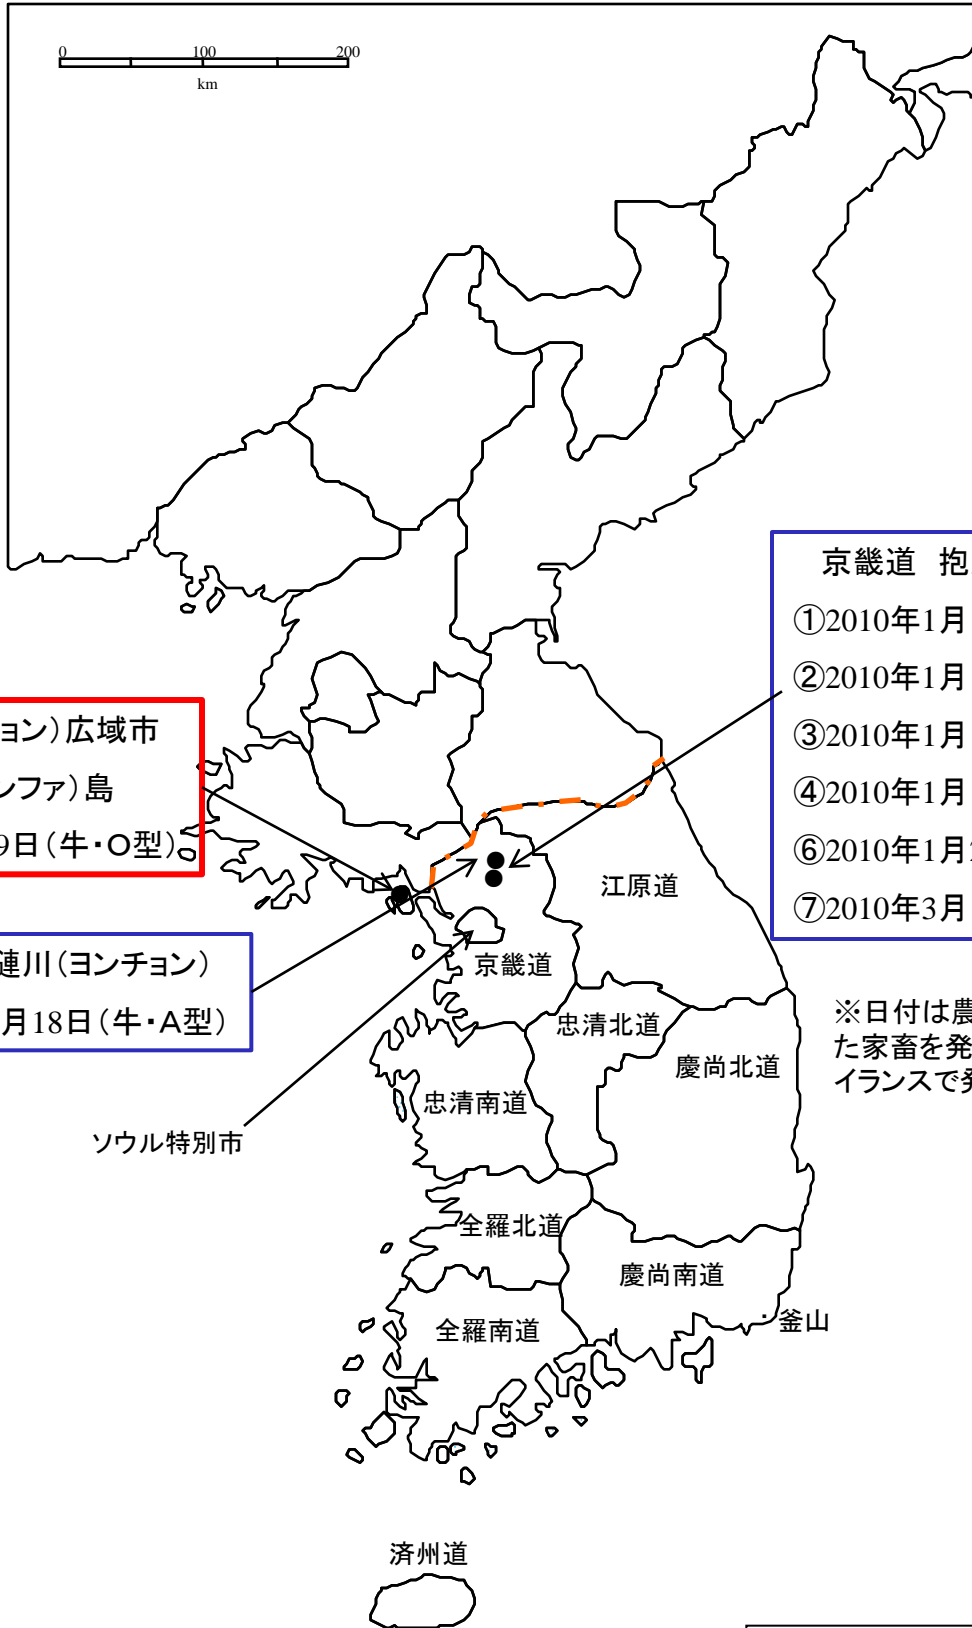 0 100 200
km
京畿道 抱
①2010年1月
②2010年1月
③2010年1月
④2010年1月
⑥2010年1月
⑦2010年3月
ョン)広域市
ンファ)島
9日(牛・O型)
漣川(ヨンチョン)
月18日(牛・A型)
※日付は農
た家畜を発
イランスで発
江原道
京畿道
忠清北道
慶尚北道
忠清南道
ソウル特別市
全羅北道
慶尚南道
釜山
全羅南道
済州道